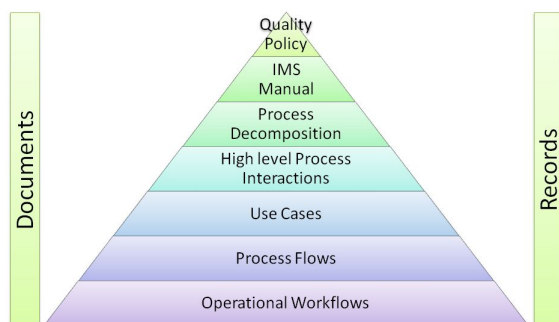 Documents
Quality
Policy
IMS
Manual
Process
Decomposition
High level Process
Interactions
Use Cases
Process Flows
Operational Workflows
Records